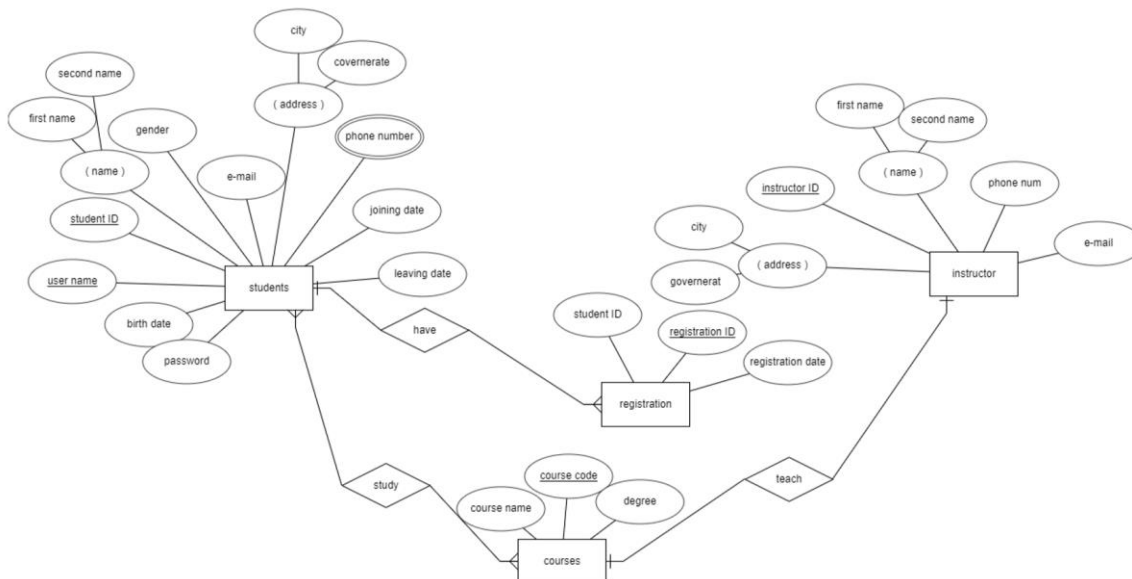 city
covernerate
second name
( address )
first name
gender
phone number
( name )
e-mail
student ID
joining date
user name
students
leaving date
birth date
password
have
first name
second name
( name )
instructor ID
phone num
city
e-mail
( address )
governerat
instructor
student ID
registration ID
registration date
registration
study
course code
teach
course name
degree
courses